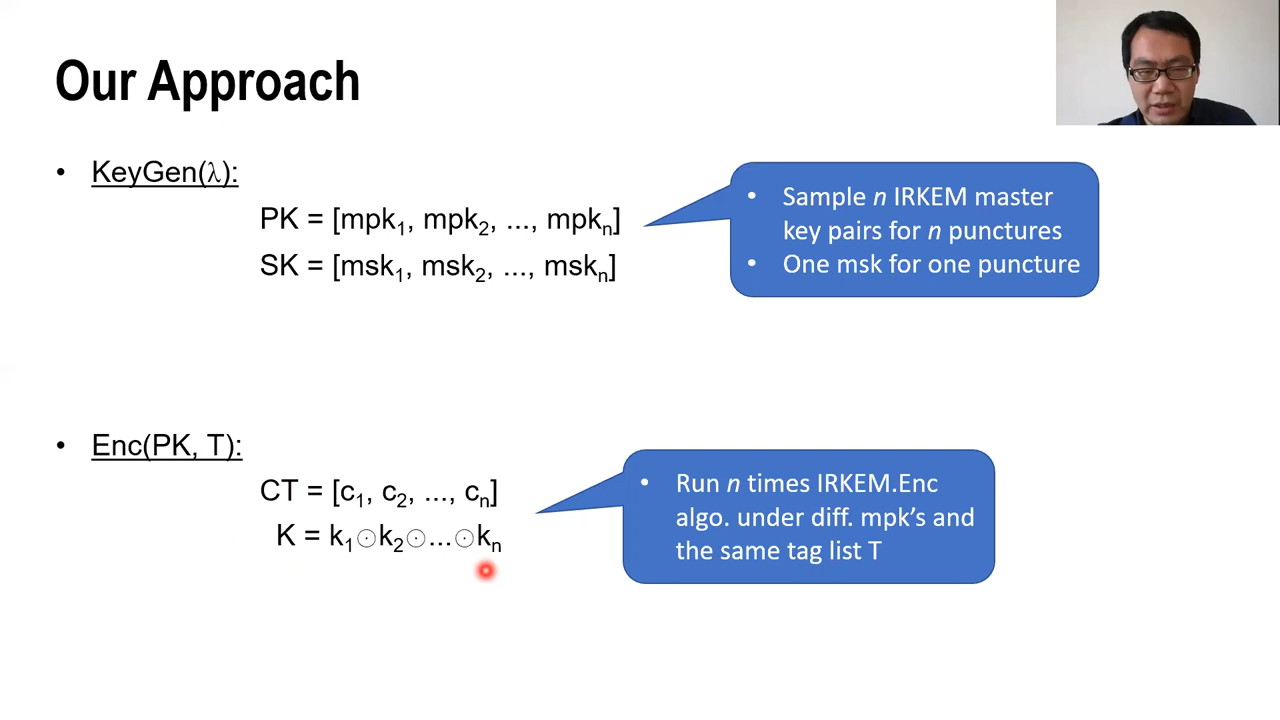 Our Approach
• KeyGen(λ):
PK = [mpk₁, mpk₂, ..., mpkₙ]
SK = [msk₁, msk₂, ..., mskₙ]
• Sample n IRKEM master
key pairs for n punctures
• One msk for one puncture
• Enc(PK, T):
CT = [c₁, c₂, ..., cₙ]
K = k₁⊙k₂⊙...⊙kₙ
• Run n times IRKEM.Enc
algo. under diff. mpk’s and
the same tag list T